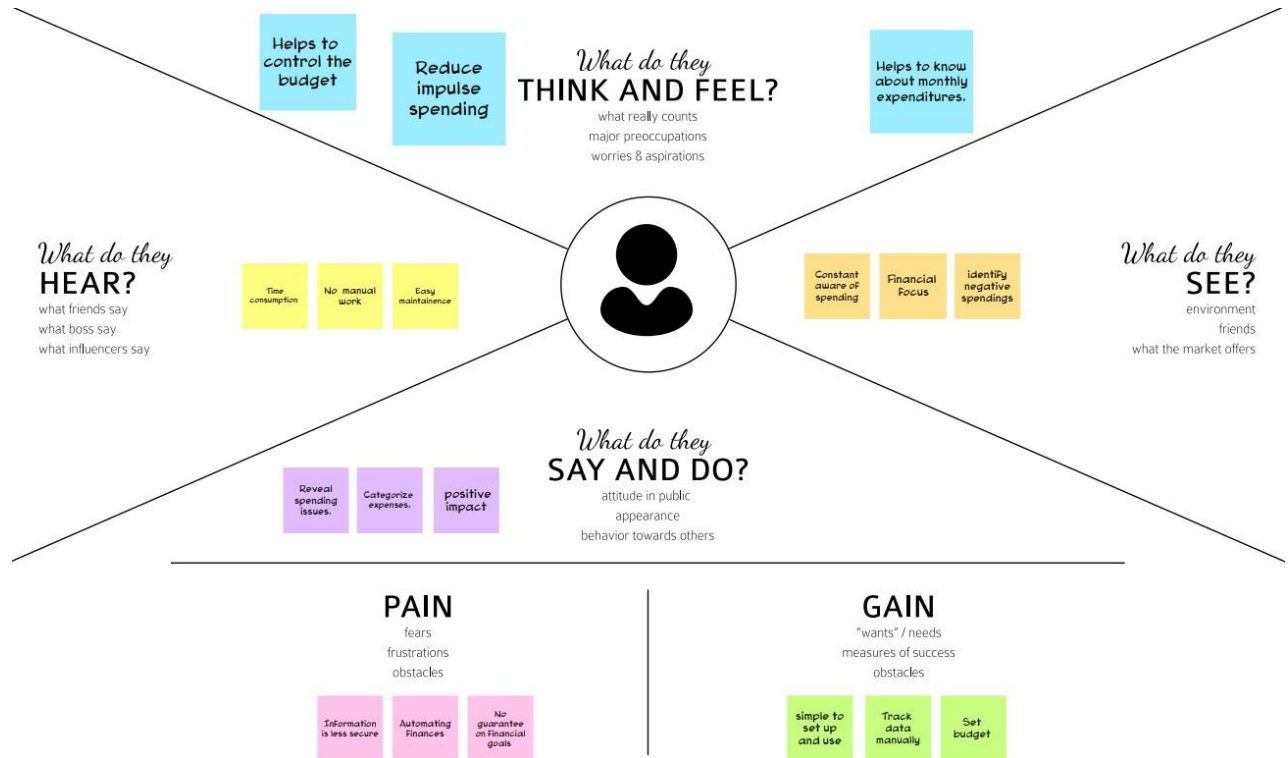 Helps to
control the
budget
Reduce
impulse
spending
What do they
THINK AND FEEL?
what really counts
major preoccupations
worries & aspirations
Helps to know
about monthly
expenditures.
What do they
HEAR?
what friends say
what boss say
what influencers say
Time
consumption
No manual
work
Easy
maintainence
Constant
aware of
spending
Financial
focus
identify
negative
spendings
What do they
SEE?
environment
friends
what the market offers
What do they
SAY AND DO?
attitude in public
appearance
behavior towards others
Reveal
spending
issues.
Categorize
expenses.
positive
impact
PAIN
fears
frustrations
obstacles
Information
is less secure
Automating
finances
No
guarantee
on financial
goals
GAIN
"wants" / needs
measures of success
obstacles
simple to
set up
and use
Track
data
manually
Set
budget